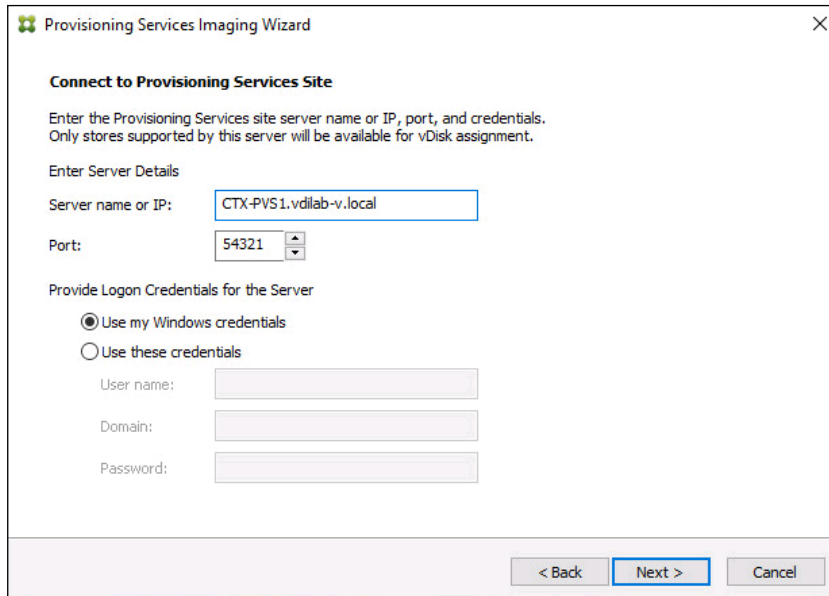 Provisioning Services Imaging Wizard
Connect to Provisioning Services Site
Enter the Provisioning Services site server name or IP, port, and credentials.
Only stores supported by this server will be available for vDisk assignment.
Enter Server Details
Server name or IP: CTX-PVS1.vdilab-v.local
Port: 54321
Provide Logon Credentials for the Server
Use my Windows credentials
Use these credentials
User name:
Domain:
Password:
< Back Next > Cancel